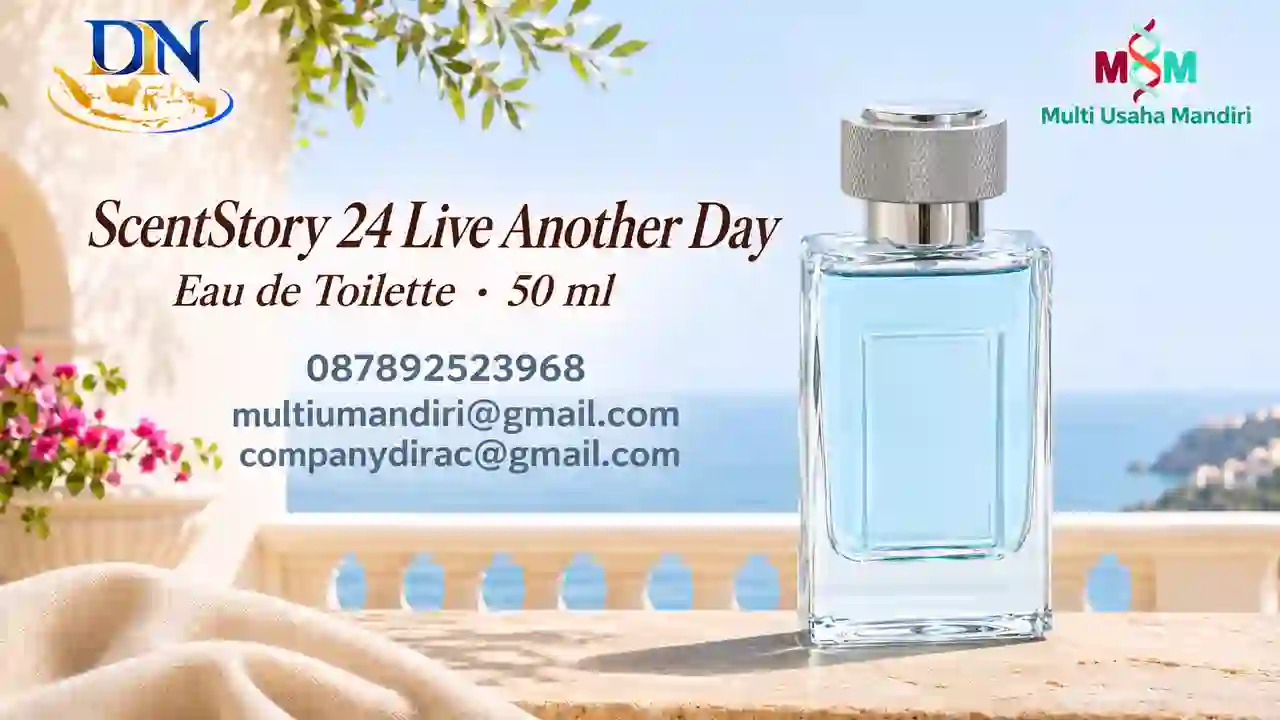 DN
M8M
Multi Usaha Mandiri
ScentStory 24 Live Another Day
Eau de Toilette · 50 ml
087892523968
multiumandiri@gmail.com
companydirac@gmail.com